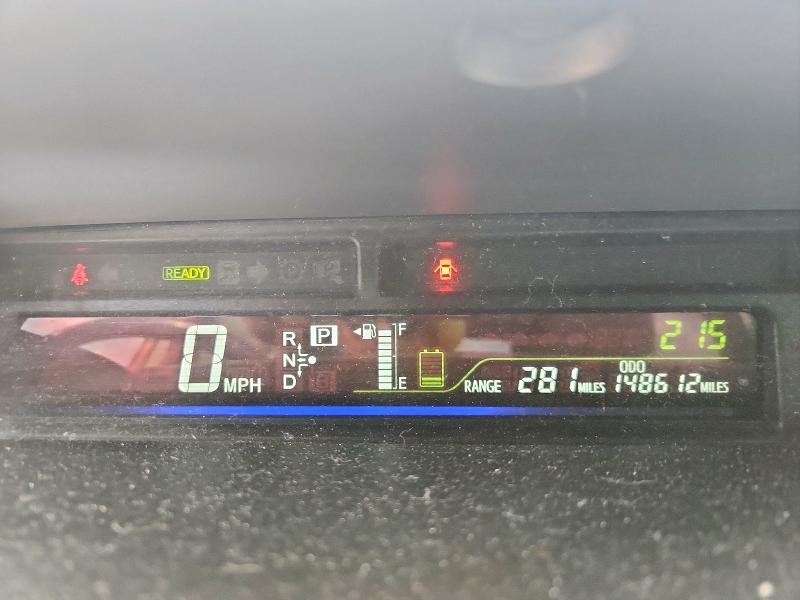 READY
0 MPH
R
N
D
P
F
E
2 15
RANGE 281 MILES
ODO
148612 MILES